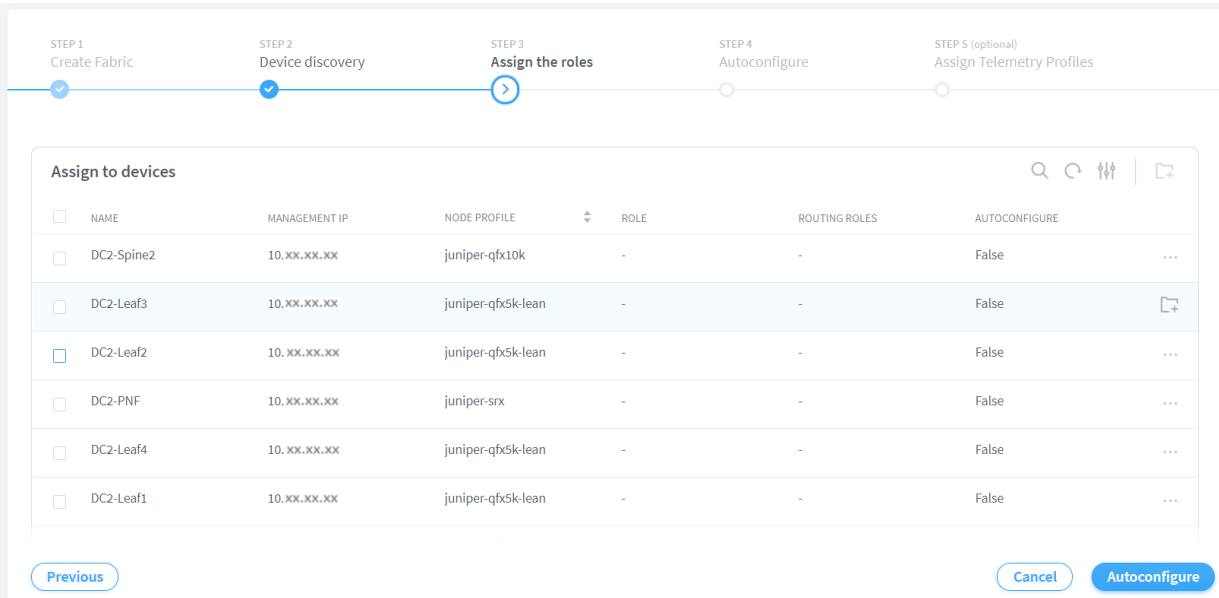 STEP 1 STEP 2 STEP 3 STEP 4 STEP 5 (optional)
Create Fabric Device discovery Assign the roles Autoconfigure Assign Telemetry Profiles
Assign to devices
NAME MANAGEMENT IP NODE PROFILE ROLE ROUTING ROLES AUTOCONFIGURE
DC2-Spine2 10.xx.xx.xx juniper-qfx10k - - False ...
DC2-Leaf3 10.xx.xx.xx juniper-qfx5k-lean - - False
DC2-Leaf2 10.xx.xx.xx juniper-qfx5k-lean - - False ...
DC2-PNF 10.xx.xx.xx juniper-srx - - False ...
DC2-Leaf4 10.xx.xx.xx juniper-qfx5k-lean - - False ...
DC2-Leaf1 10.xx.xx.xx juniper-qfx5k-lean - - False ...
Previous Cancel Autoconfigure